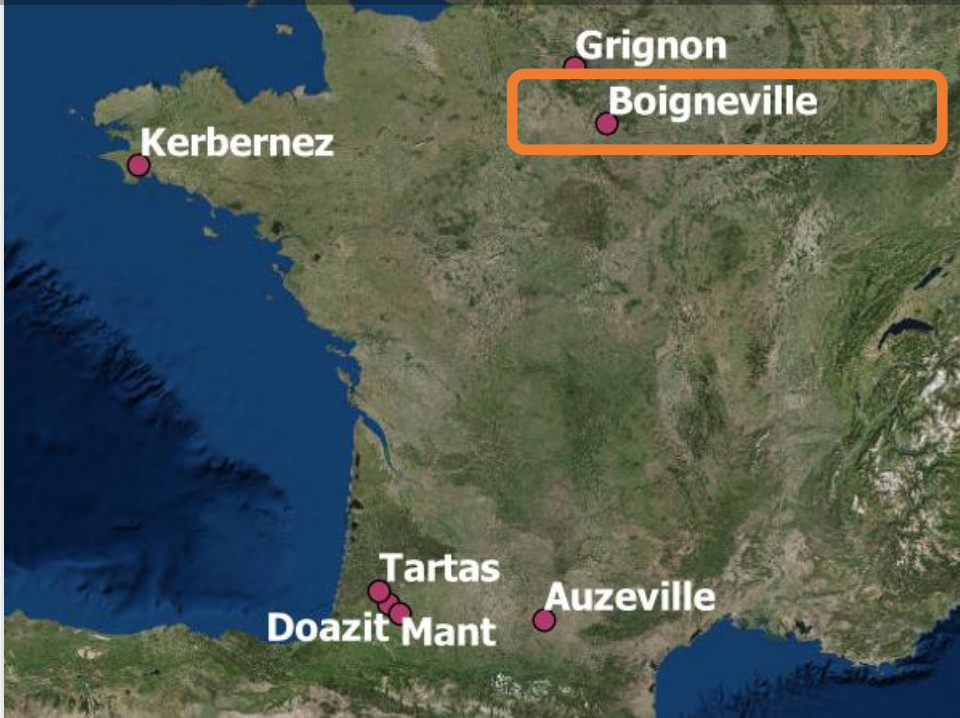 Grignon
Boigneville
Kerbernez
Tartas
Auzeville
Doazit Mant